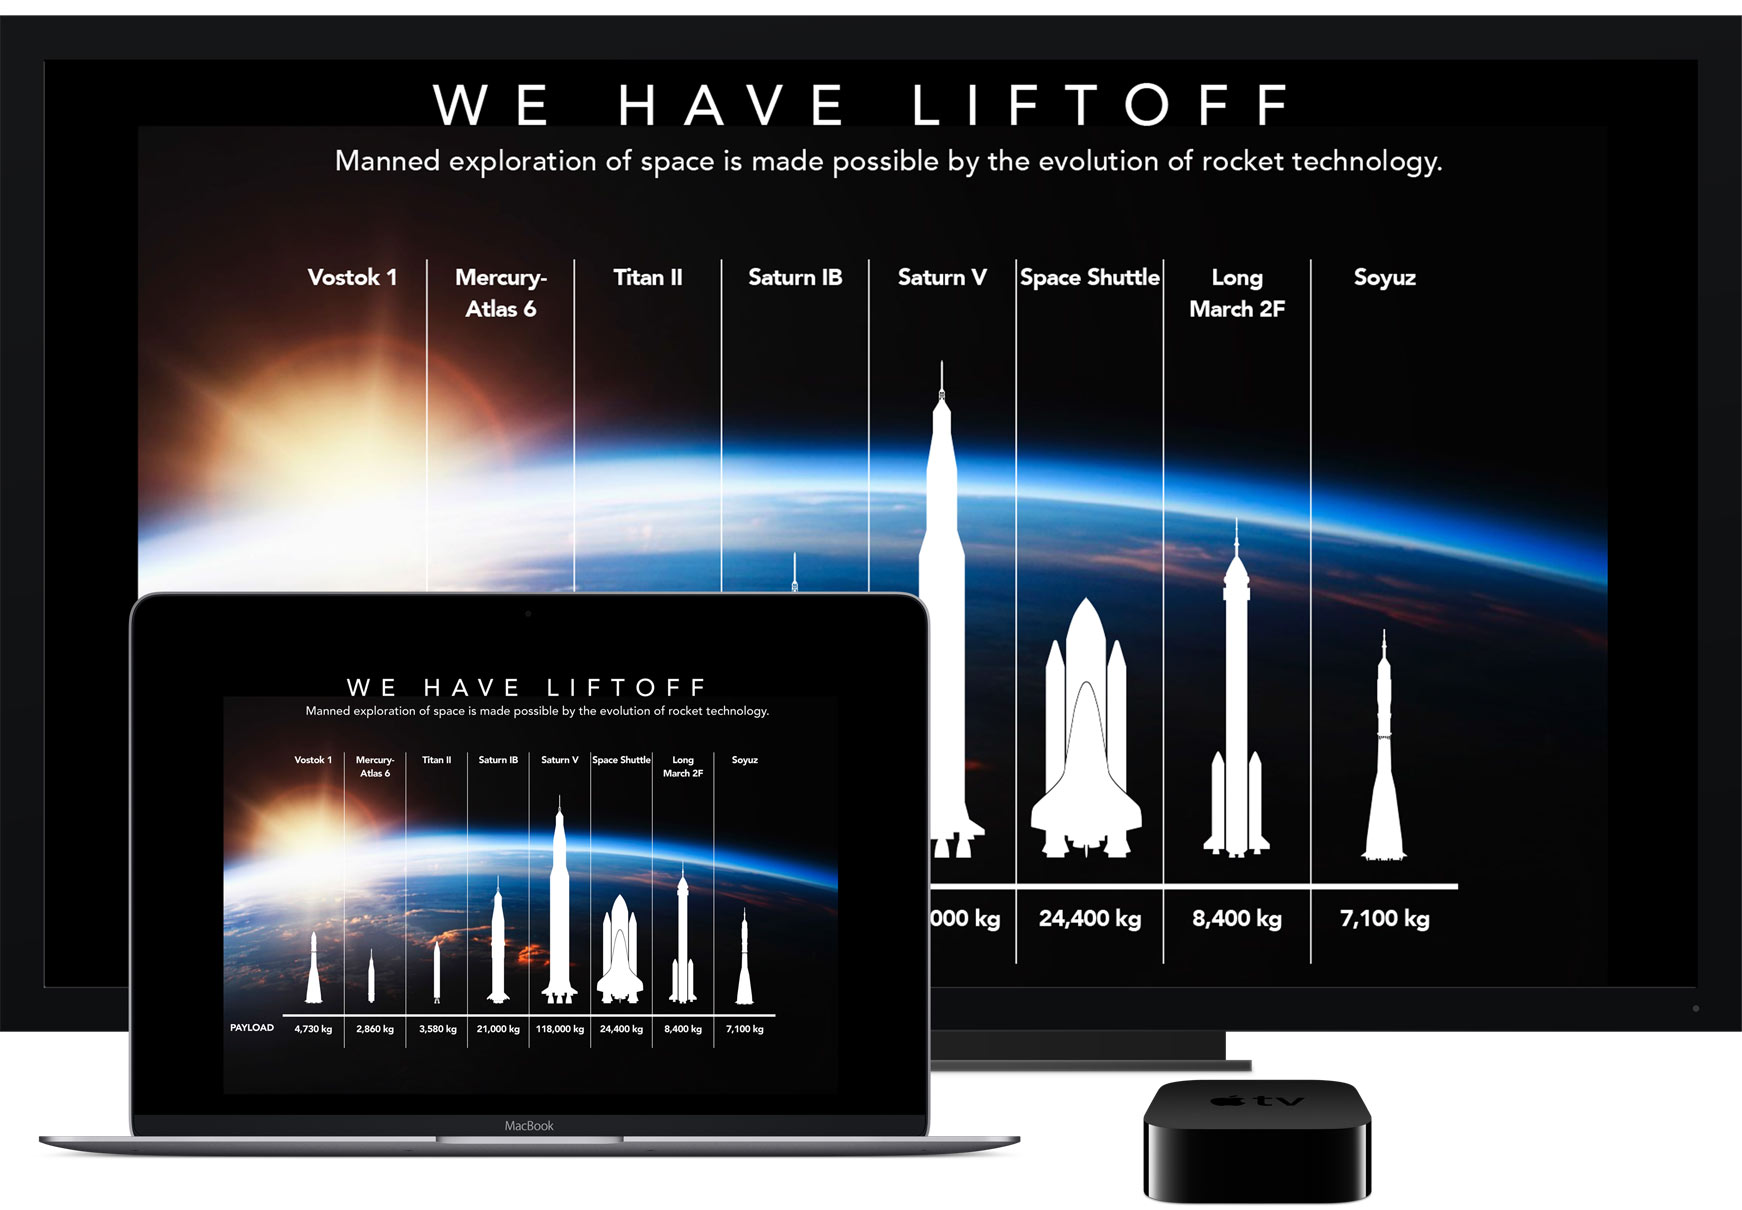 WE HAVE LIFTOFF
Manned exploration of space is made possible by the evolution of rocket technology.
Vostok 1
Mercury-
Atlas 6
Titan II
Saturn IB
Saturn V
Space Shuttle
Long
March 2F
Soyuz
000 kg
24,400 kg
8,400 kg
7,100 kg
WE HAVE LIFTOFF
Manned exploration of space is made possible by the evolution of rocket technology.
Vostok 1
Mercury-
Atlas 6
Titan II
Saturn IB
Saturn V
Space Shuttle
Long
March 2F
Soyuz
PAYLOAD
4,730 kg
2,860 kg
3,580 kg
21,000 kg
118,000 kg
24,400 kg
8,400 kg
7,100 kg
MacBook
tv